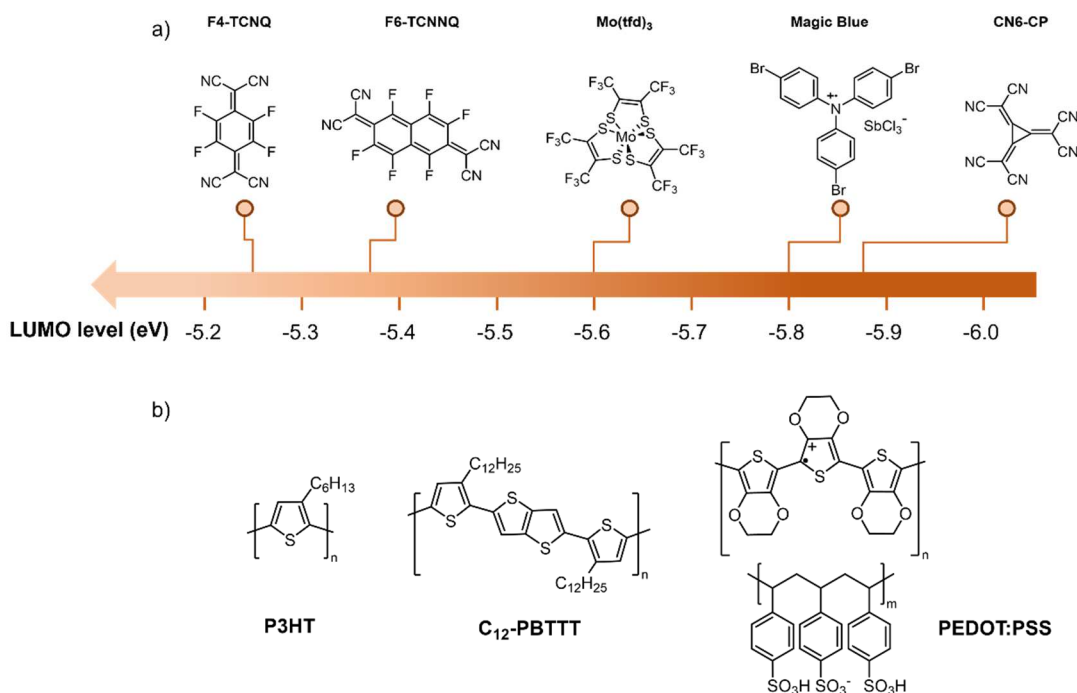 a)
F4-TCNQ F6-TCNNQ Mo(tfd)₃ Magic Blue CN6-CP
NC CN
F F
F F
NC CN
CN
NC F F
F
F
F F CN
CN
F₃C CF₃
F₃C S S CF₃
S Mo S
S S
F₃C CF₃
Br Br
N
+•
SbCl₃⁻
Br
CN CN
NC CN
NC CN
LUMO level (eV) -5.2 -5.3 -5.4 -5.5 -5.6 -5.7 -5.8 -5.9 -6.0
b)
C₆H₁₃
S
n
P3HT
C₁₂H₂₅
S S
S S
C₁₂H₂₅
n
C₁₂-PBTTT
O O
S + S
•
S
O O O O
n
m
SO₃H SO₃⁻ SO₃H
PEDOT:PSS